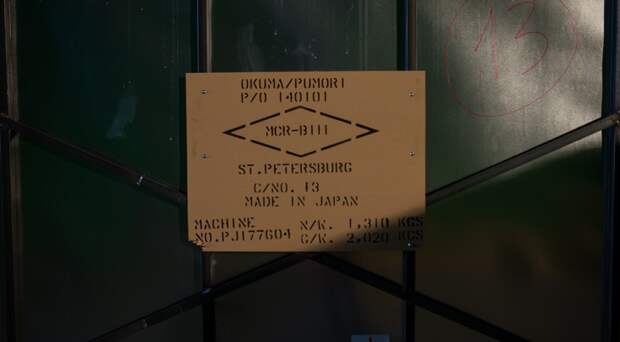 13
OKUMA/PUMORI
P/O 140101
MCR-BIII
ST.PETERSBURG
C/NO. 13
MADE IN JAPAN
MACHINE N/W. 1,310 KGS
NO.PJ177604 G/W. 2,020 KGS